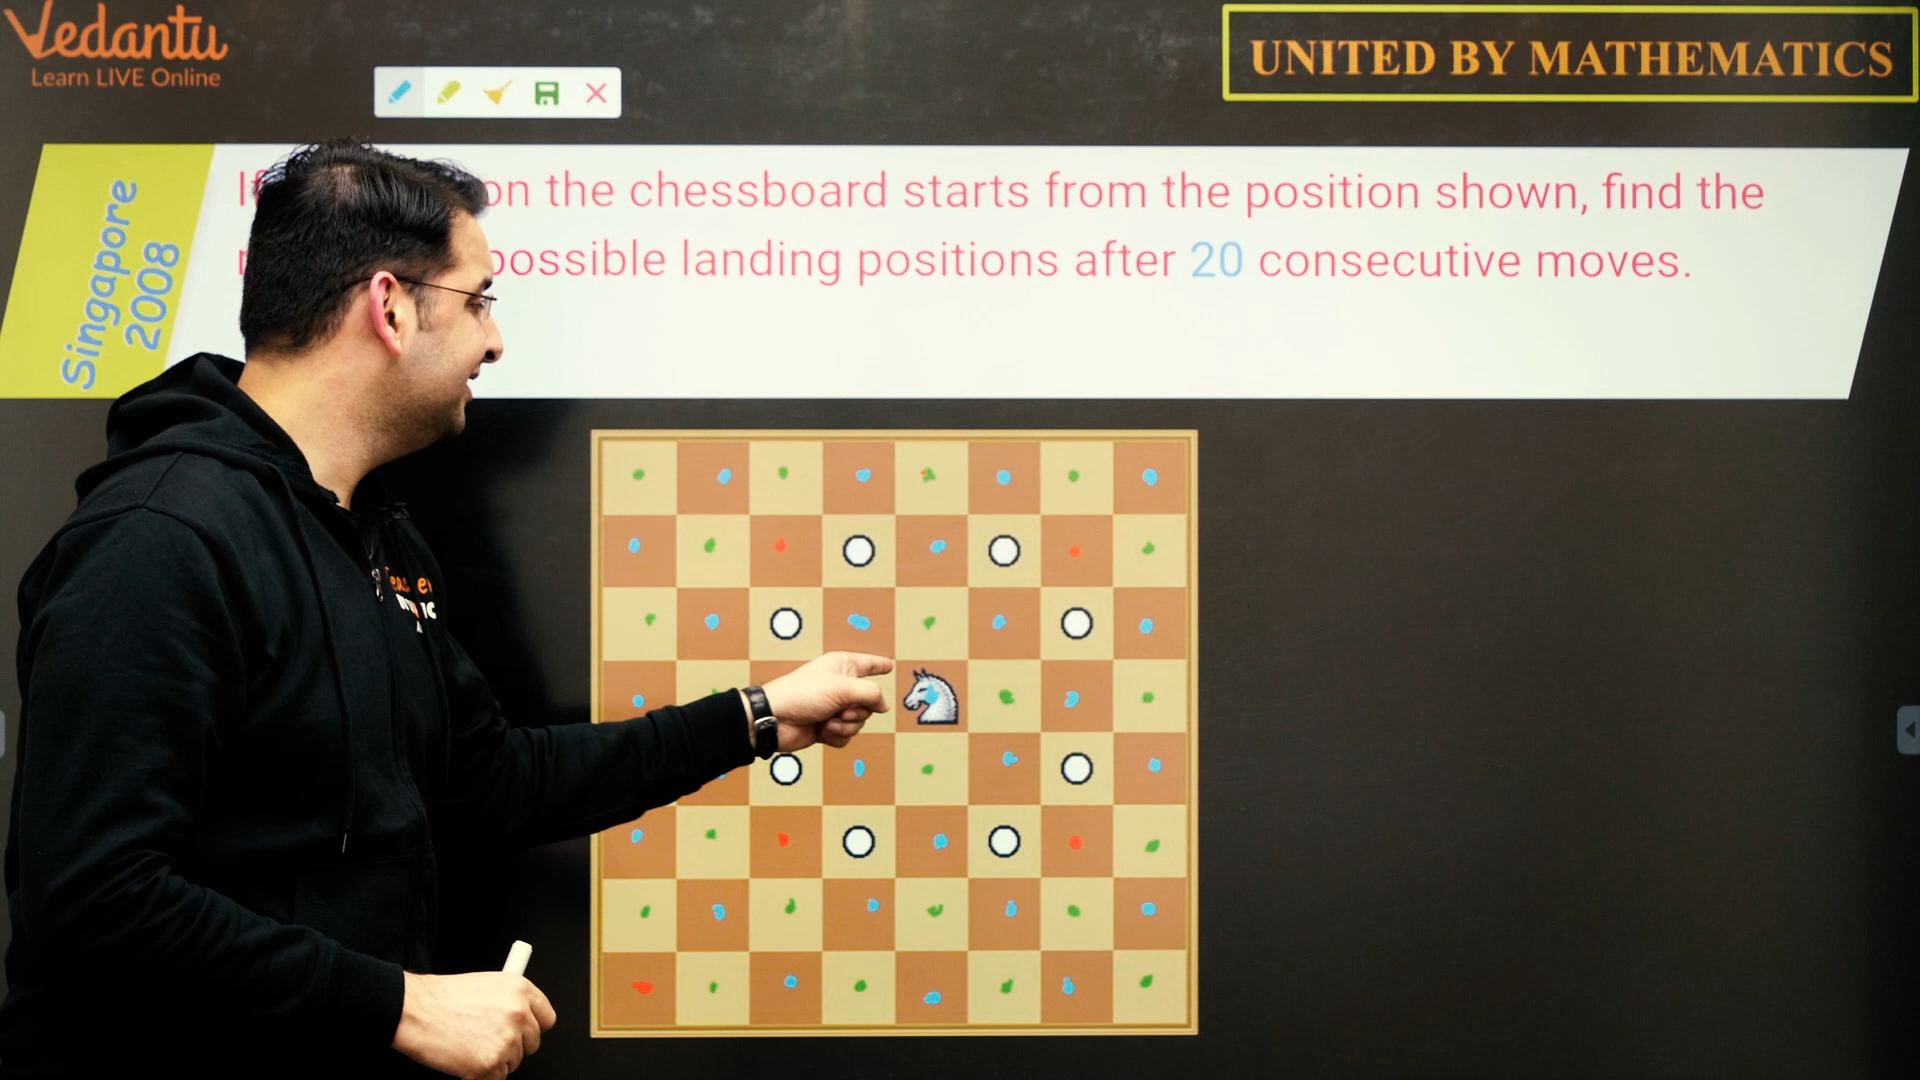 Vedantu
Learn LIVE Online
UNITED BY MATHEMATICS
Singapore
2008
on the chessboard starts from the position shown, find the
possible landing positions after 20 consecutive moves.